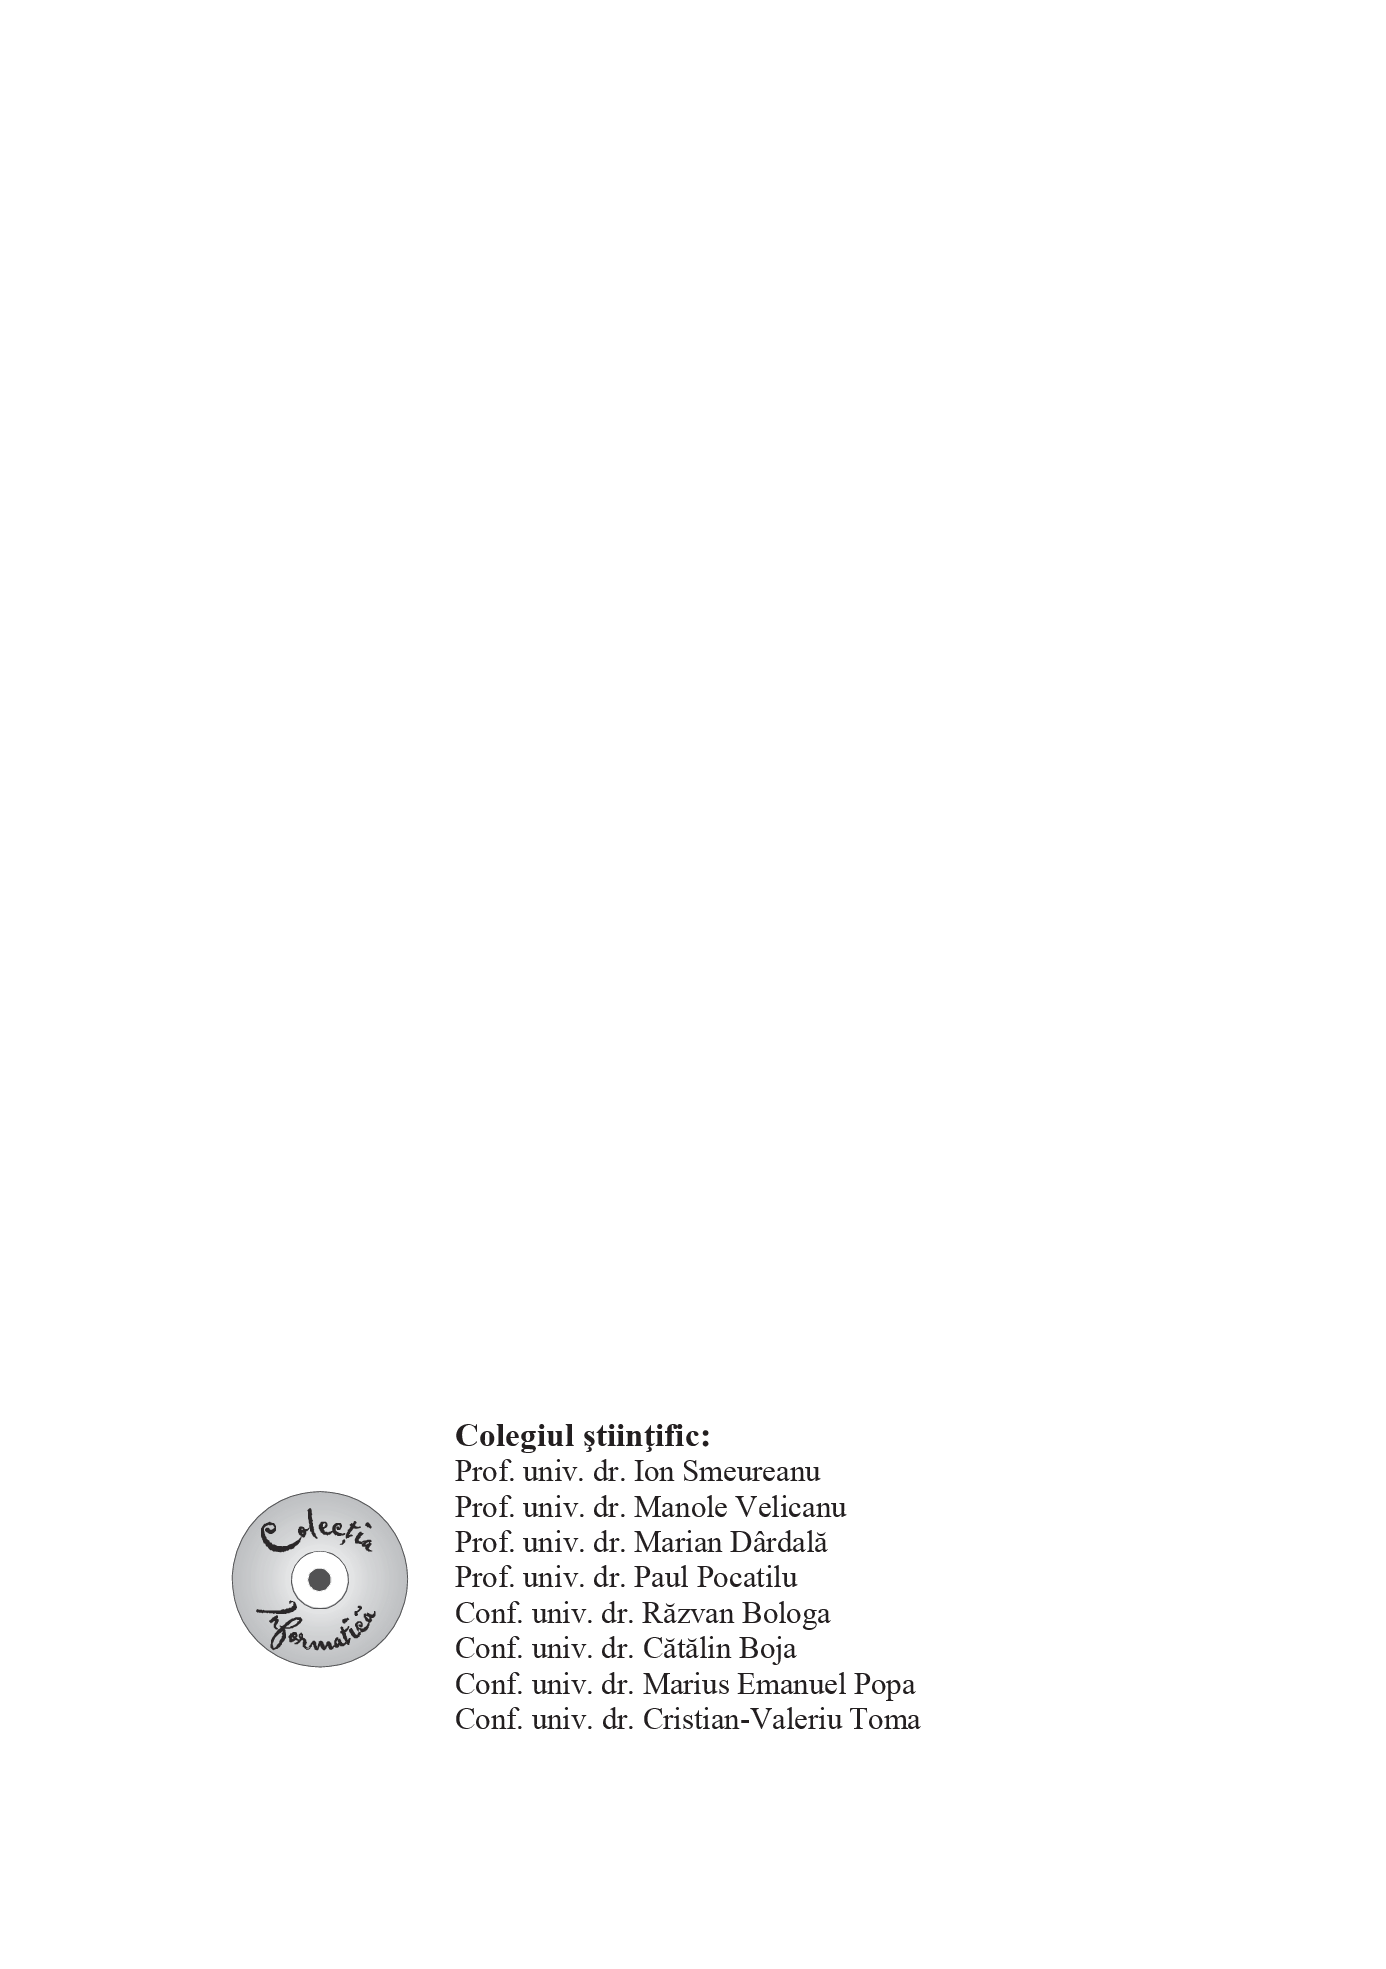 Colegiul ştiinţific:
Prof. univ. dr. Ion Smeureanu
Prof. univ. dr. Manole Velicanu
Prof. univ. dr. Marian Dârdală
Prof. univ. dr. Paul Pocatilu
Conf. univ. dr. Răzvan Bologa
Conf. univ. dr. Cătălin Boja
Conf. univ. dr. Marius Emanuel Popa
Conf. univ. dr. Cristian-Valeriu Toma
Colecția
Informatică